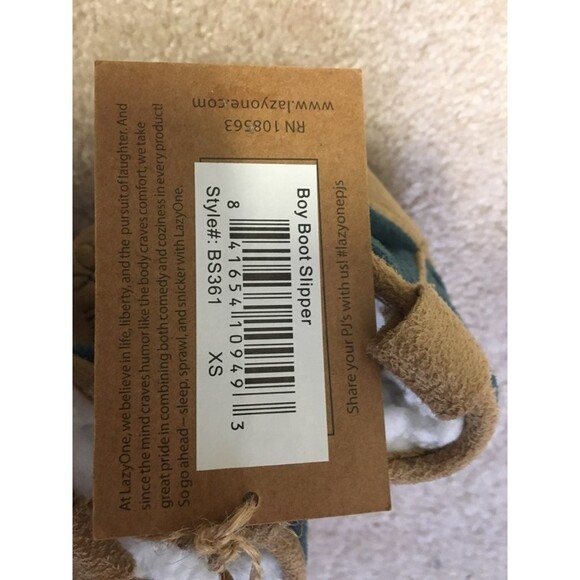 At LazyOne, we believe in life, liberty, and the pursuit of laughter. And
since the mind craves humor like the body craves comfort, we take
great pride in combining both comedy and coziness in every product!
So go ahead—sleep, sprawl, and snicker with LazyOne.
Boy Boot Slipper
8 41654 10949 3
Style#: BS361 XS
Share your PJ's with us! #lazyonepjs
RN 108563
www.lazyone.com